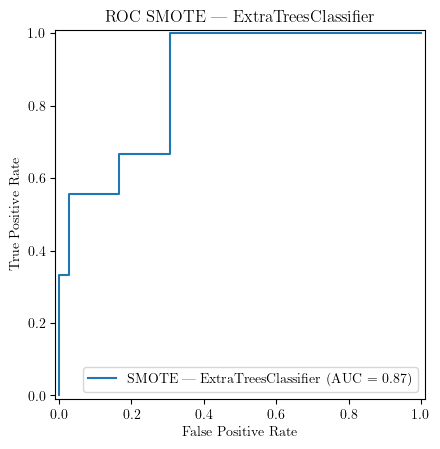 ROC SMOTE — ExtraTreesClassifier
1.0
0.8
0.6
0.4
0.2
0.0
True Positive Rate
SMOTE — ExtraTreesClassifier (AUC = 0.87)
0.0 0.2 0.4 0.6 0.8 1.0
False Positive Rate